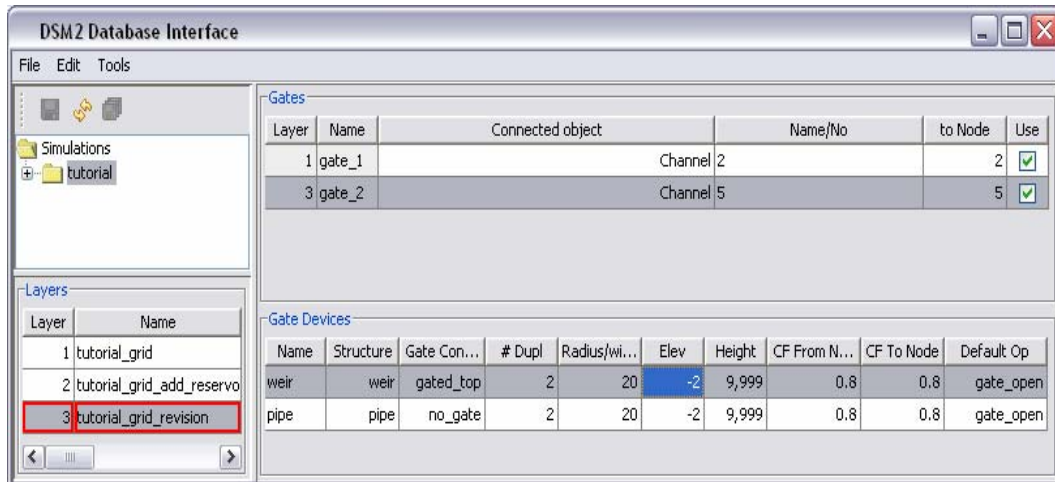 DSM2 Database Interface
File Edit Tools
Simulations
tutorial
Layers
Layer Name
1 tutorial_grid
2 tutorial_grid_add_reservo
3 tutorial_grid_revision
Gates
Layer Name Connected object Name/No to Node Use
1 gate_1 Channel 2 2
3 gate_2 Channel 5 5
Gate Devices
Name Structure Gate Con... # Dupl Radius/wi... Elev Height CF From N... CF To Node Default Op
weir weir gated_top 2 20 -2 9,999 0.8 0.8 gate_open
pipe pipe no_gate 2 20 -2 9,999 0.8 0.8 gate_open